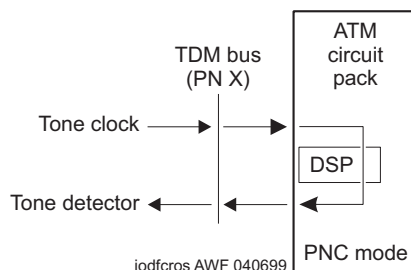 ATM
circuit
pack
TDM bus
(PN X)
Tone clock
DSP
Tone detector
PNC mode
iodfcros AWF 040699